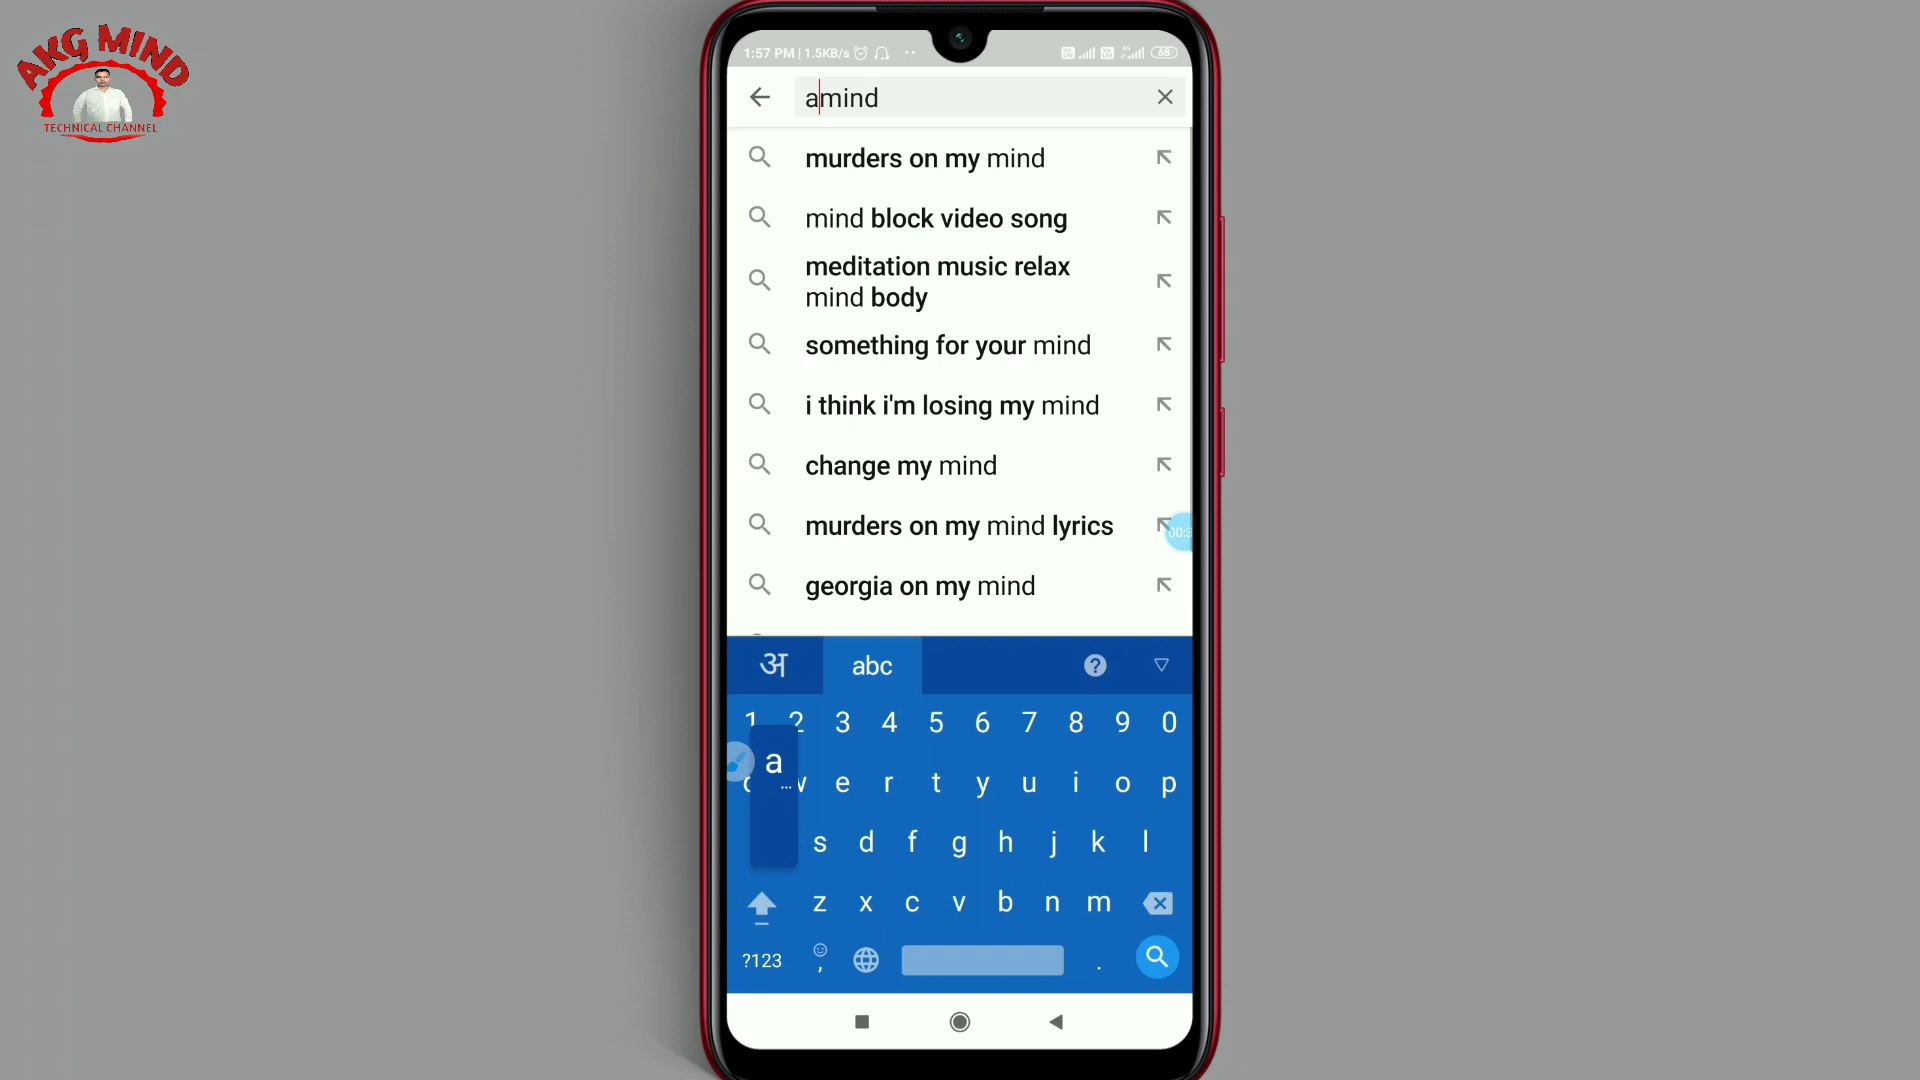 AKG MIND
TECHNICAL CHANNEL
1:57 PM | 1.5KB/s
68
amind
murders on my mind
mind block video song
meditation music relax
mind body
something for your mind
i think i'm losing my mind
change my mind
murders on my mind lyrics
georgia on my mind
अ abc ?
1 2 3 4 5 6 7 8 9 0
a
w e r t y u i o p
s d f g h j k l
z x c v b n m
?123 , .